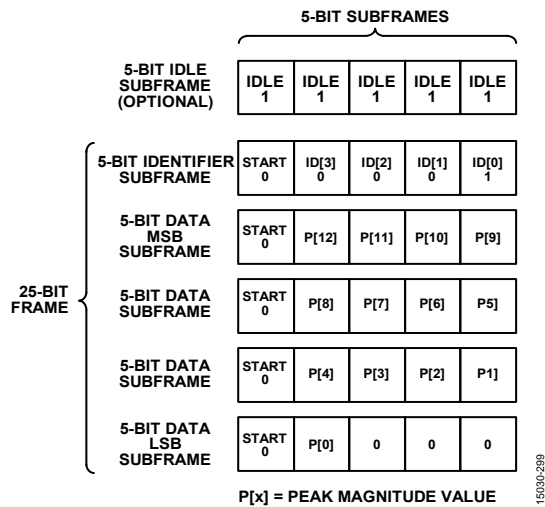 5-BIT SUBFRAMES
5-BIT IDLE
SUBFRAME
(OPTIONAL)
IDLE IDLE IDLE IDLE IDLE
1 1 1 1 1
5-BIT IDENTIFIER
SUBFRAME
START ID[3] ID[2] ID[1] ID[0]
0 0 0 0 1
5-BIT DATA
MSB
SUBFRAME
START
0
P[12] P[11] P[10] P[9]
25-BIT
FRAME
5-BIT DATA
SUBFRAME
START
0
P[8] P[7] P[6] P5]
5-BIT DATA
SUBFRAME
START
0
P[4] P[3] P[2] P1]
5-BIT DATA
LSB
SUBFRAME
START
0
P[0] 0 0 0
P[x] = PEAK MAGNITUDE VALUE
15030-299